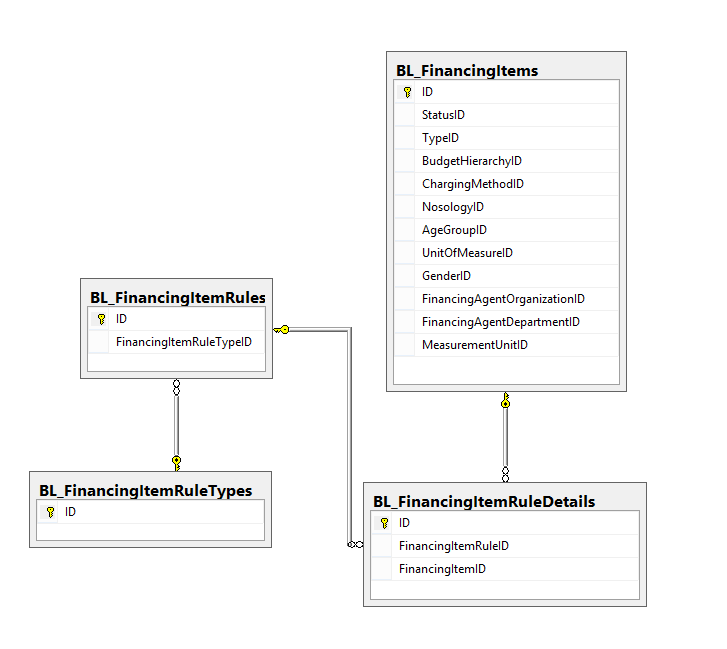 BL_FinancingItems
ID
StatusID
TypeID
BudgetHierarchyID
ChargingMethodID
NosologyID
AgeGroupID
UnitOfMeasureID
GenderID
FinancingAgentOrganizationID
FinancingAgentDepartmentID
MeasurementUnitID
BL_FinancingItemRules
ID
FinancingItemRuleTypeID
BL_FinancingItemRuleTypes
ID
BL_FinancingItemRuleDetails
ID
FinancingItemRuleID
FinancingItemID